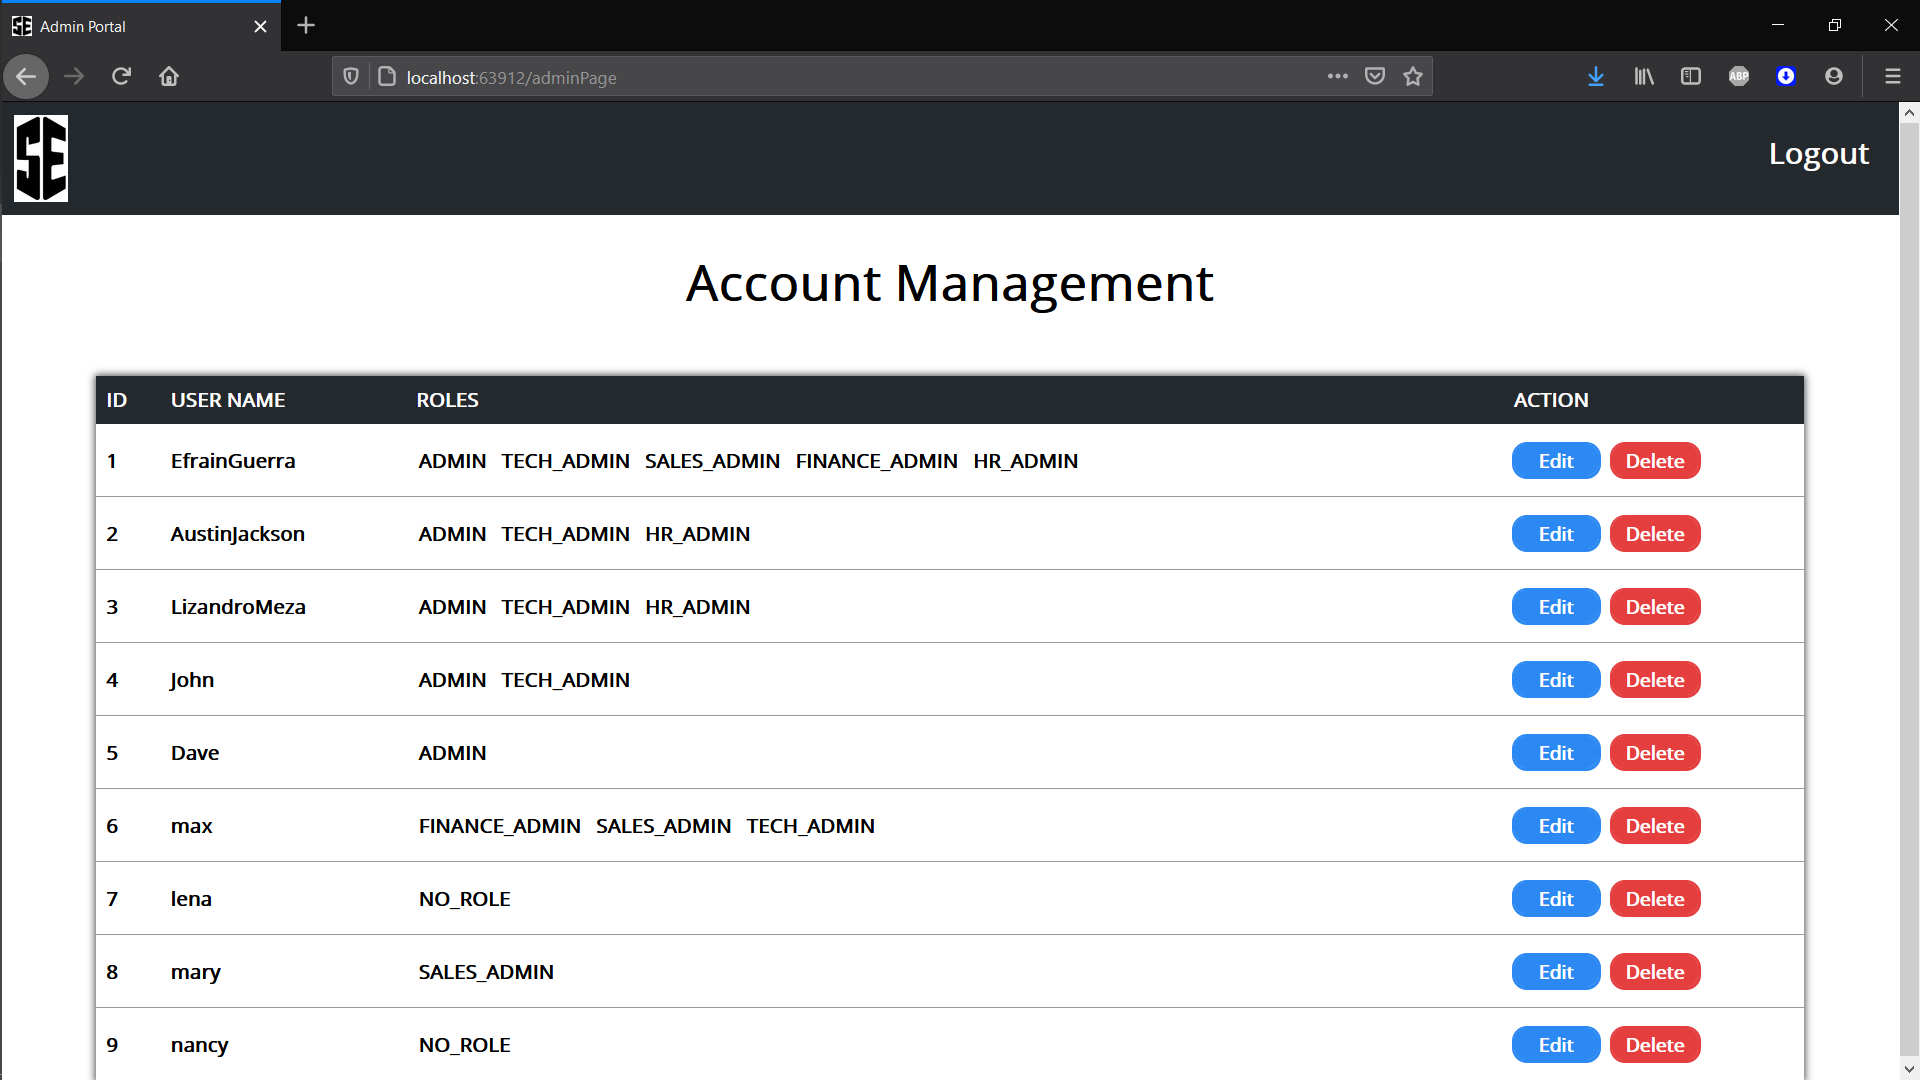 SE Admin Portal
localhost:63912/adminPage
ABP
SE
Logout
Account Management
ID USER NAME ROLES ACTION
1 EfrainGuerra ADMIN TECH_ADMIN SALES_ADMIN FINANCE_ADMIN HR_ADMIN Edit Delete
2 AustinJackson ADMIN TECH_ADMIN HR_ADMIN Edit Delete
3 LizandroMeza ADMIN TECH_ADMIN HR_ADMIN Edit Delete
4 John ADMIN TECH_ADMIN Edit Delete
5 Dave ADMIN Edit Delete
6 max FINANCE_ADMIN SALES_ADMIN TECH_ADMIN Edit Delete
7 lena NO_ROLE Edit Delete
8 mary SALES_ADMIN Edit Delete
9 nancy NO_ROLE Edit Delete